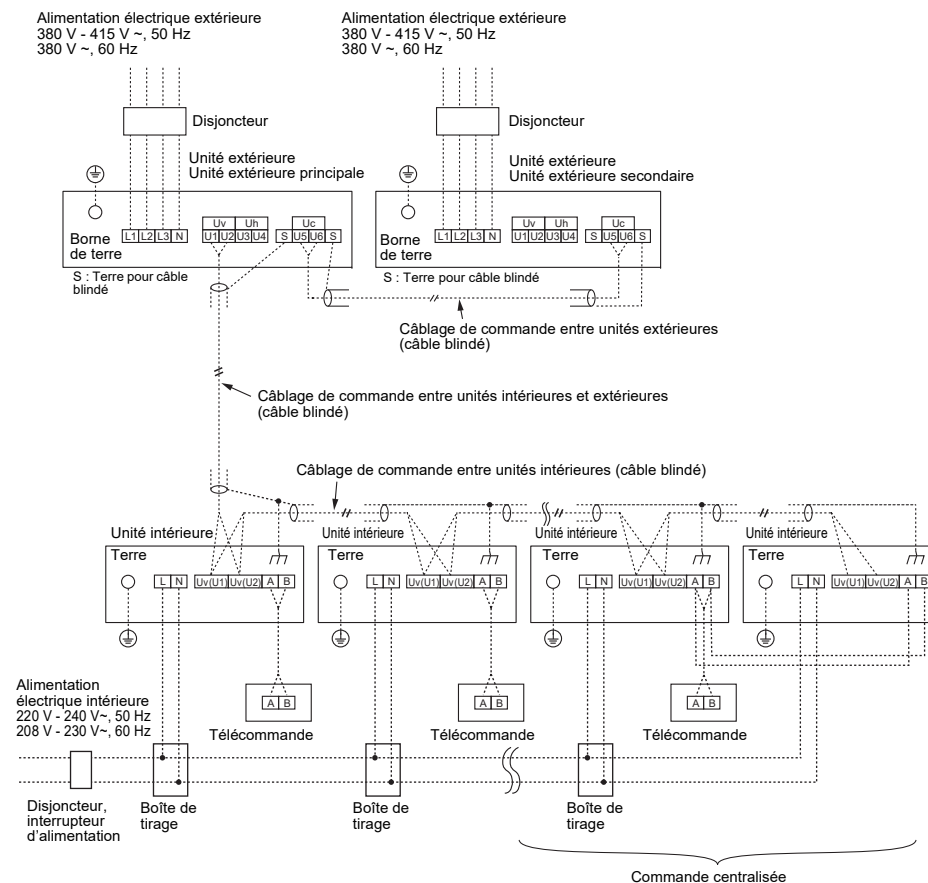 Alimentation électrique extérieure
380 V - 415 V ~, 50 Hz
380 V ~, 60 Hz
Alimentation électrique extérieure
380 V - 415 V ~, 50 Hz
380 V ~, 60 Hz
Disjoncteur
Disjoncteur
Unité extérieure
Unité extérieure principale
Unité extérieure
Unité extérieure secondaire
Borne
de terre
L1 L2 L3 N
Uv Uh
U1 U2 U3 U4
Uc
S U5 U6 S
S : Terre pour câble
blindé
Borne
de terre
L1 L2 L3 N
Uv Uh
U1 U2 U3 U4
Uc
S U5 U6 S
S : Terre pour câble blindé
Câblage de commande entre unités extérieures
(câble blindé)
Câblage de commande entre unités intérieures et extérieures
(câble blindé)
Câblage de commande entre unités intérieures (câble blindé)
Unité intérieure
Terre
L N Uv(U1) Uv(U2) A B
Unité intérieure
Terre
L N Uv(U1) Uv(U2) A B
Unité intérieure
Terre
L N Uv(U1) Uv(U2) A B
Unité intérieure
Terre
L N Uv(U1) Uv(U2) A B
A B
Télécommande
A B
Télécommande
A B
Télécommande
Alimentation
électrique intérieure
220 V - 240 V~, 50 Hz
208 V - 230 V~, 60 Hz
Disjoncteur,
interrupteur
d'alimentation
Boîte de
tirage
Boîte de
tirage
Boîte de
tirage
Commande centralisée